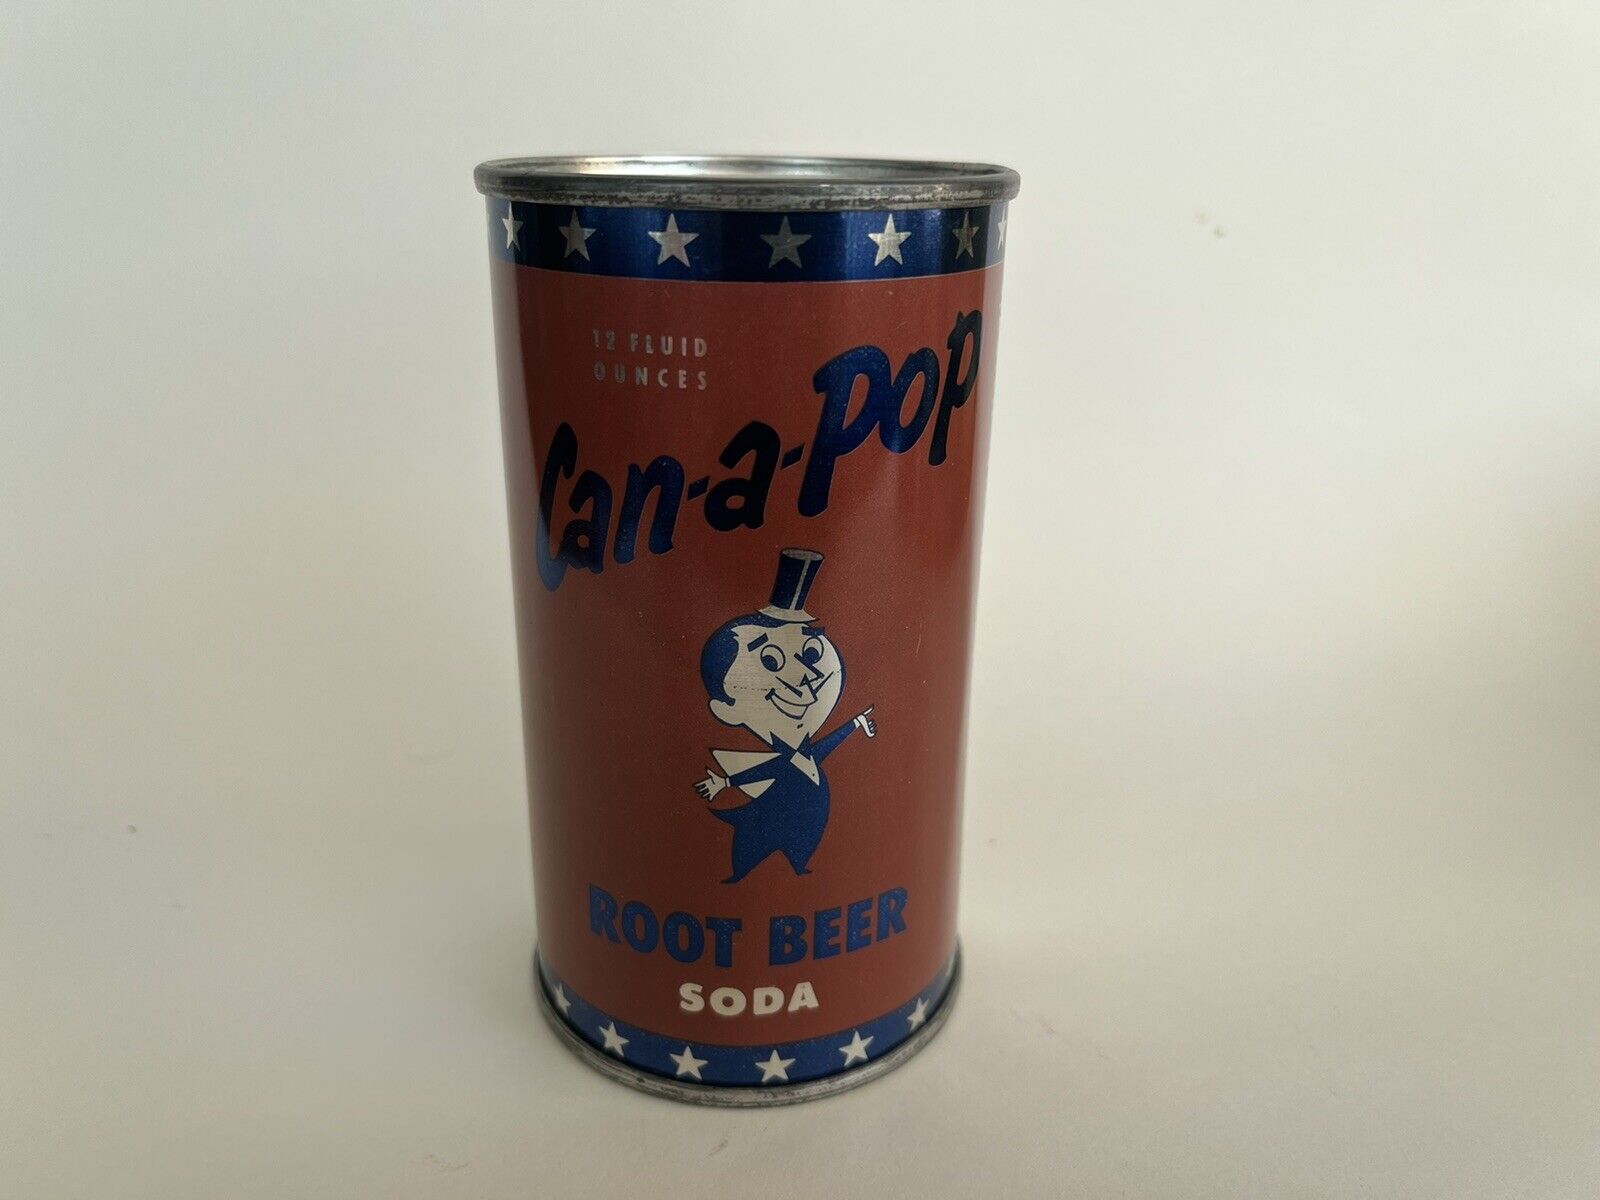 12 FLUID
OUNCES
Can-a-Pop
ROOT BEER
SODA